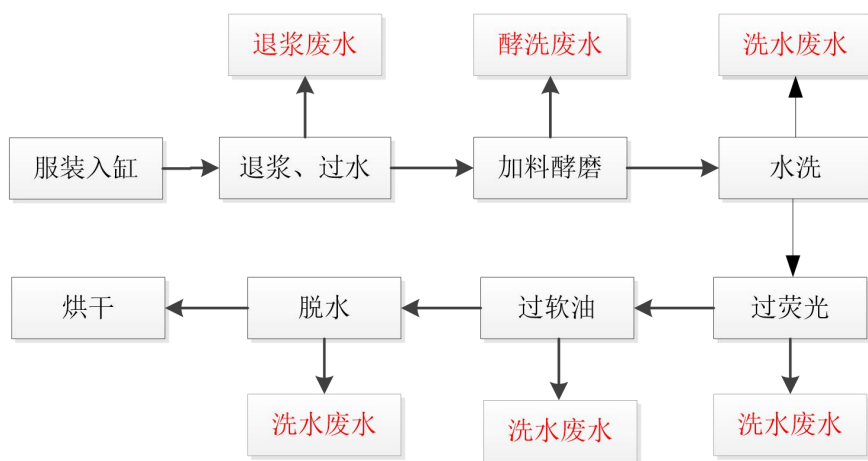 退浆废水
酵洗废水
洗水废水
服装入缸
退浆、过水
加料酵磨
水洗
烘干
脱水
过软油
过荧光
洗水废水
洗水废水
洗水废水